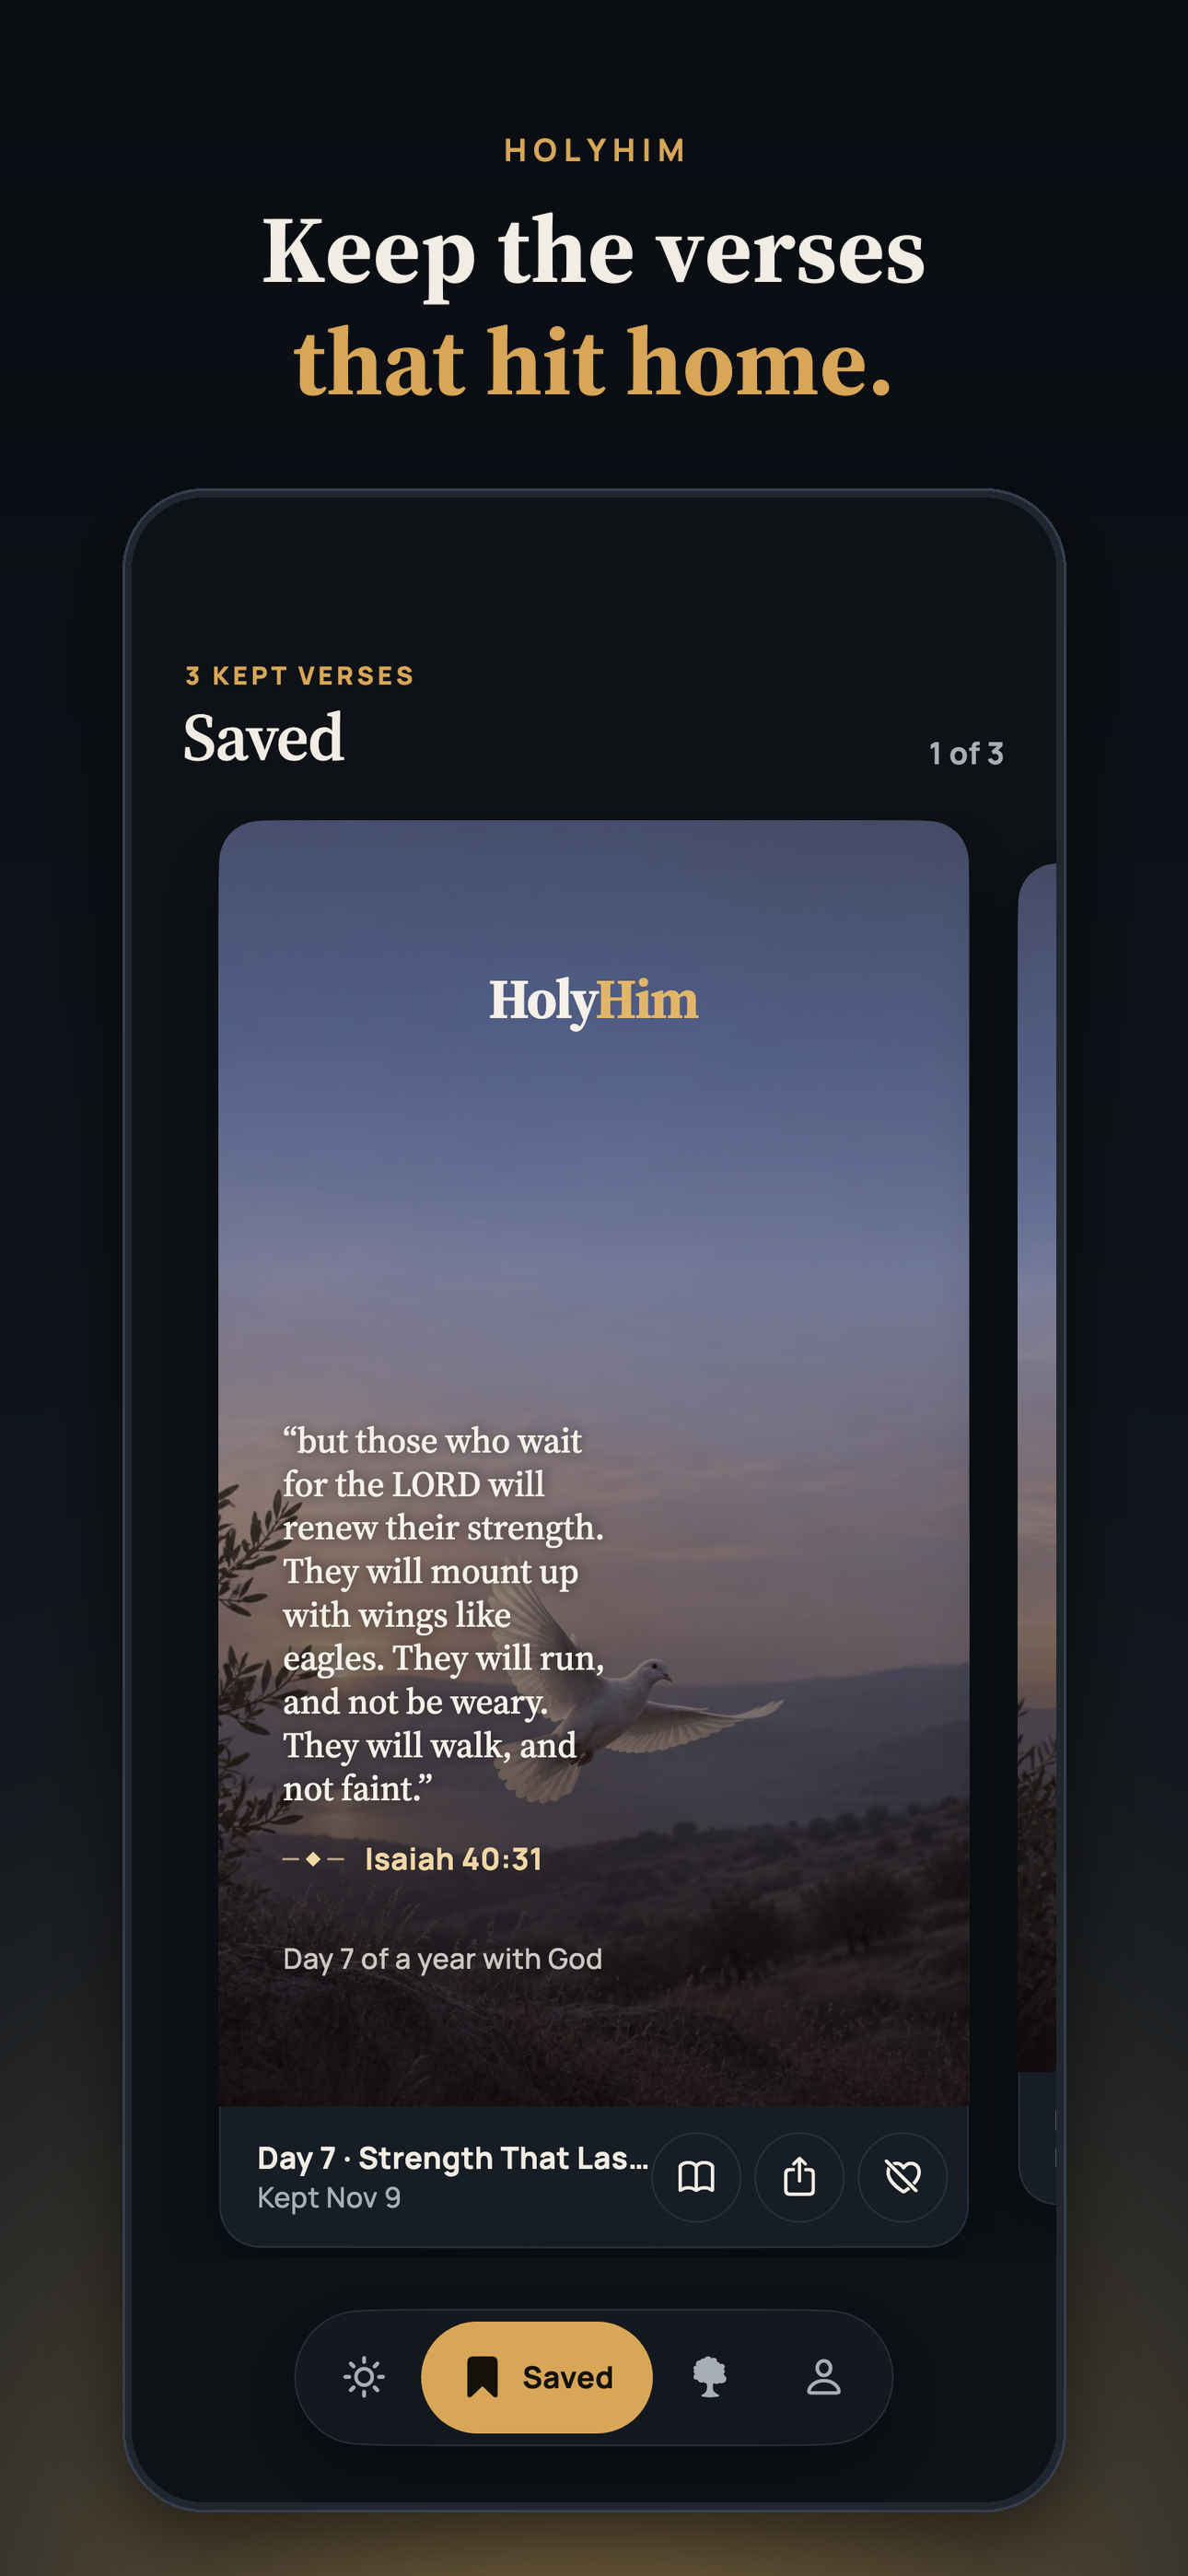 HOLYHIM
Keep the verses
that hit home.
3 KEPT VERSES
Saved
1 of 3
HolyHim
“but those who wait
for the LORD will
renew their strength.
They will mount up
with wings like
eagles. They will run,
and not be weary.
They will walk, and
not faint.”
Isaiah 40:31
Day 7 of a year with God
Day 7 · Strength That Las...
Kept Nov 9
Saved